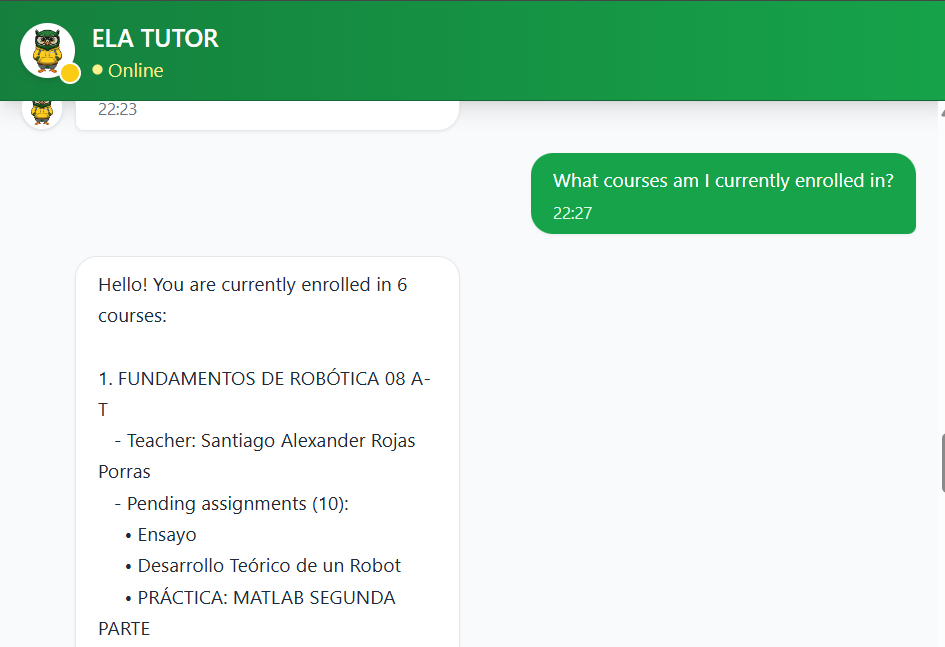 ELA TUTOR
Online
22:23
What courses am I currently enrolled in?
22:27
Hello! You are currently enrolled in 6
courses:
1. FUNDAMENTOS DE ROBÓTICA 08 A-
T
- Teacher: Santiago Alexander Rojas
Porras
- Pending assignments (10):
• Ensayo
• Desarrollo Teórico de un Robot
• PRÁCTICA: MATLAB SEGUNDA
PARTE